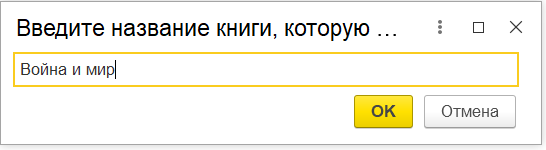 Введите название книги, которую ...
Война и мир
OK
Отмена